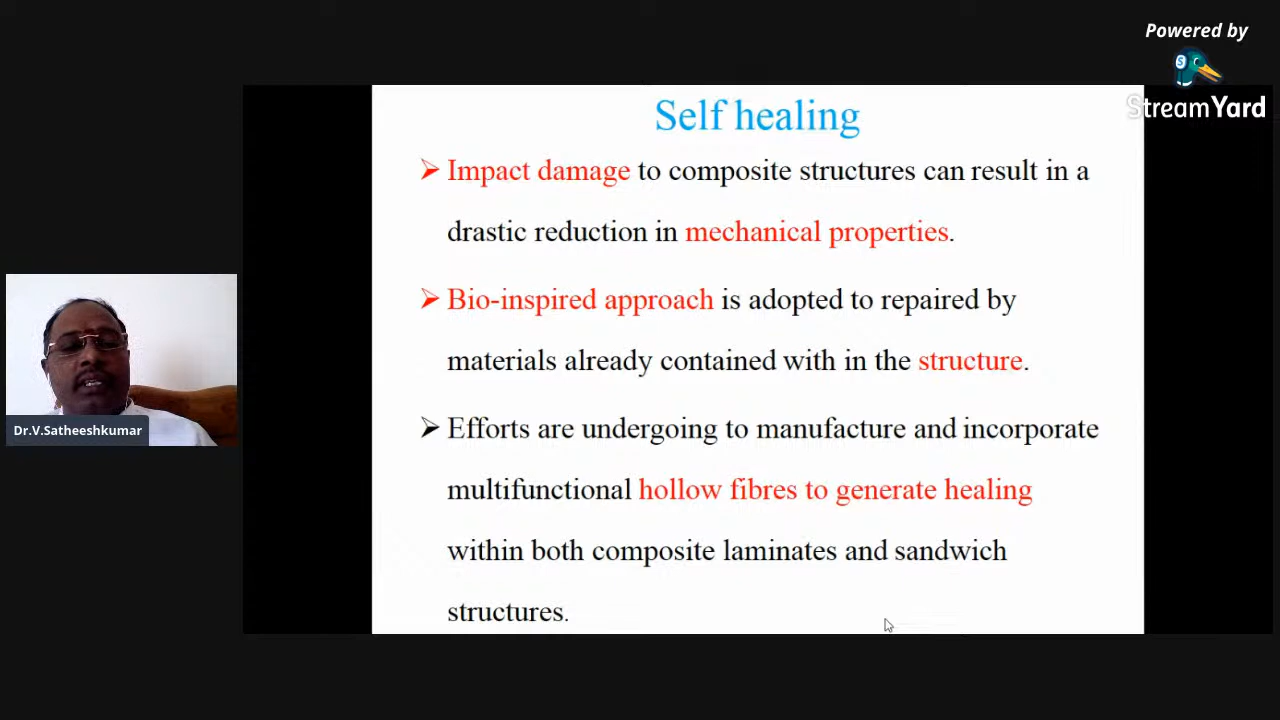 Powered by
StreamYard
Self healing
➢ Impact damage to composite structures can result in a
drastic reduction in mechanical properties.
➢ Bio-inspired approach is adopted to repaired by
materials already contained with in the structure.
➢ Efforts are undergoing to manufacture and incorporate
multifunctional hollow fibres to generate healing
within both composite laminates and sandwich
structures.
Dr.V.Satheeshkumar